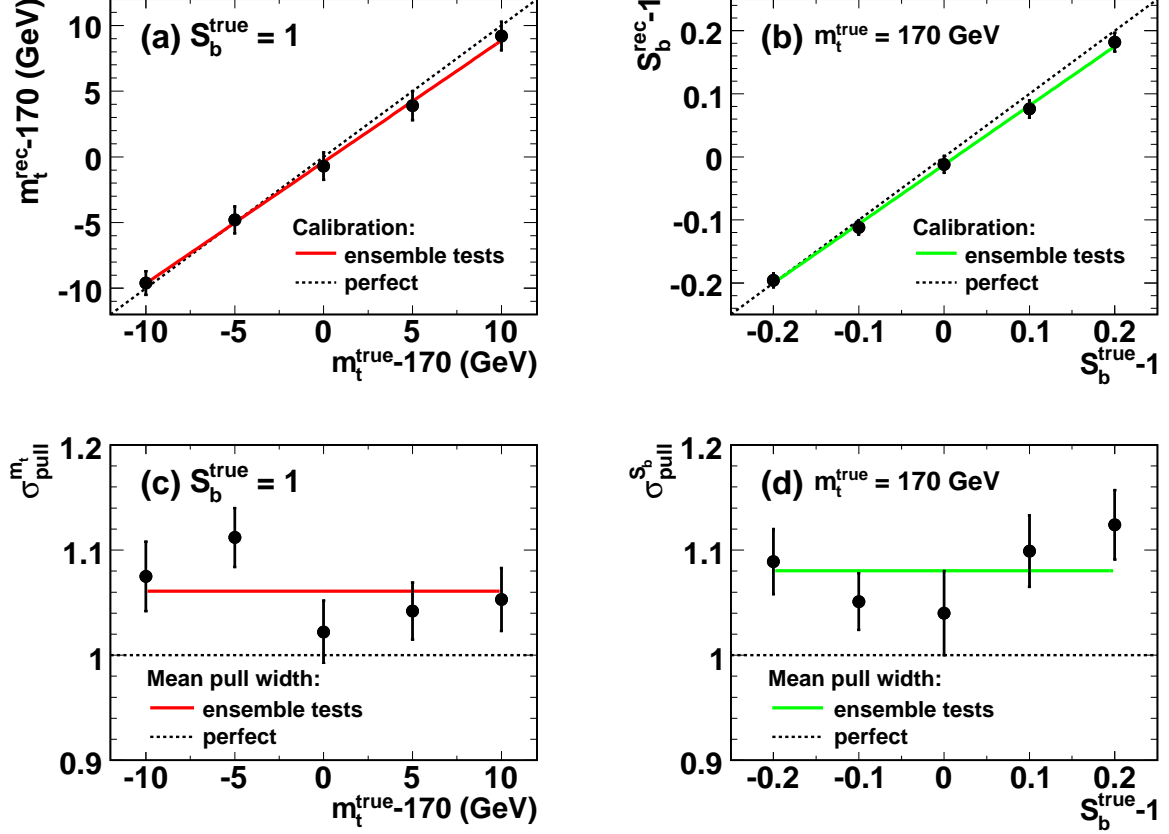 (a) S_b^true = 1
m_t^rec-170 (GeV)
10
5
0
-5
-10
Calibration:
ensemble tests
perfect
-10 -5 0 5 10
m_t^true-170 (GeV)
(b) m_t^true = 170 GeV
S_b^rec-1
0.2
0.1
0
-0.1
-0.2
Calibration:
ensemble tests
perfect
-0.2 -0.1 0 0.1 0.2
S_b^true-1
(c) S_b^true = 1
σ_pull^m_t
1.2
1.1
1
0.9
Mean pull width:
ensemble tests
perfect
-10 -5 0 5 10
m_t^true-170 (GeV)
(d) m_t^true = 170 GeV
σ_pull^S_b
1.2
1.1
1
0.9
Mean pull width:
ensemble tests
perfect
-0.2 -0.1 0 0.1 0.2
S_b^true-1